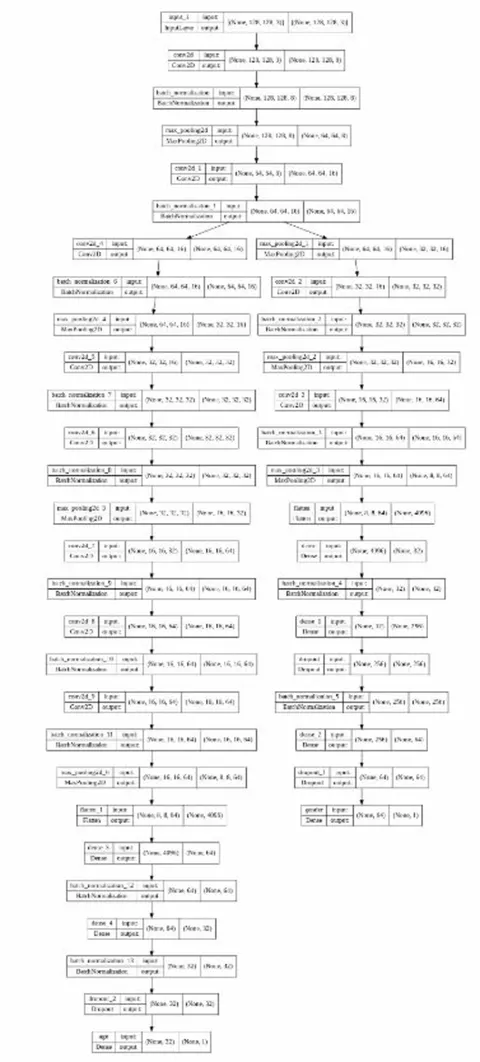 input_1 input: [(None, 128, 128, 3)] [(None, 128, 128, 3)]
InputLayer output:
conv2d input: (None, 128, 128, 3) (None, 128, 128, 8)
Conv2D output:
batch_normalization input: (None, 128, 128, 8) (None, 128, 128, 8)
BatchNormalization output:
max_pooling2d input: (None, 128, 128, 8) (None, 64, 64, 8)
MaxPooling2D output:
conv2d_1 input: (None, 64, 64, 8) (None, 64, 64, 16)
Conv2D output:
batch_normalization_1 input: (None, 64, 64, 16) (None, 64, 64, 16)
BatchNormalization output:
conv2d_4 input: (None, 64, 64, 16) (None, 64, 64, 16)
Conv2D output:
max_pooling2d_1 input: (None, 64, 64, 16) (None, 32, 32, 16)
MaxPooling2D output:
batch_normalization_6 input: (None, 64, 64, 16) (None, 64, 64, 16)
BatchNormalization output:
conv2d_2 input: (None, 32, 32, 16) (None, 32, 32, 32)
Conv2D output:
max_pooling2d_4 input: (None, 64, 64, 16) (None, 32, 32, 16)
MaxPooling2D output:
batch_normalization_2 input: (None, 32, 32, 32) (None, 32, 32, 32)
BatchNormalization output:
conv2d_5 input: (None, 32, 32, 16) (None, 32, 32, 32)
Conv2D output:
max_pooling2d_2 input: (None, 32, 32, 32) (None, 16, 16, 32)
MaxPooling2D output:
batch_normalization_7 input: (None, 32, 32, 32) (None, 32, 32, 32)
BatchNormalization output:
conv2d_3 input: (None, 16, 16, 32) (None, 16, 16, 64)
Conv2D output:
conv2d_6 input: (None, 32, 32, 32) (None, 32, 32, 32)
Conv2D output:
batch_normalization_3 input: (None, 16, 16, 64) (None, 16, 16, 64)
BatchNormalization output:
batch_normalization_8 input: (None, 32, 32, 32) (None, 32, 32, 32)
BatchNormalization output:
max_pooling2d_3 input: (None, 16, 16, 64) (None, 8, 8, 64)
MaxPooling2D output:
input: (None, 32, 32, 32) (None, 16, 16, 32)
MaxPooling2D output:
flatten input: (None, 8, 8, 64) (None, 4096)
Flatten output:
conv2d_7 input: (None, 16, 16, 32) (None, 16, 16, 64)
Conv2D output:
dense input: (None, 4096) (None, 32)
Dense output:
batch_normalization_9 input: (None, 16, 16, 64) (None, 16, 16, 64)
BatchNormalization output:
batch_normalization_4 input: (None, 32) (None, 32)
BatchNormalization output:
conv2d_8 input: (None, 16, 16, 64) (None, 16, 16, 64)
Conv2D output:
dense_1 input: (None, 32) (None, 256)
Dense output:
batch_normalization_10 input: (None, 16, 16, 64) (None, 16, 16, 64)
BatchNormalization output:
dropout input: (None, 256) (None, 256)
Dropout output:
conv2d_9 input: (None, 16, 16, 64) (None, 16, 16, 64)
Conv2D output:
batch_normalization_5 input: (None, 256) (None, 256)
BatchNormalization output:
batch_normalization_11 input: (None, 16, 16, 64) (None, 16, 16, 64)
BatchNormalization output:
dense_2 input: (None, 256) (None, 64)
Dense output:
input: (None, 16, 16, 64) (None, 8, 8, 64)
MaxPooling2D output:
dropout_1 input: (None, 64) (None, 64)
Dropout output:
flatten_1 input: (None, 8, 8, 64) (None, 4096)
Flatten output:
gender input: (None, 64) (None, 1)
Dense output:
dense_3 input: (None, 4096) (None, 64)
Dense output:
batch_normalization_12 input: (None, 64) (None, 64)
BatchNormalization output:
dense_4 input: (None, 64) (None, 32)
Dense output:
batch_normalization_13 input: (None, 32) (None, 32)
BatchNormalization output:
dropout_2 input: (None, 32) (None, 32)
Dropout output:
age input: (None, 32) (None, 1)
Dense output: